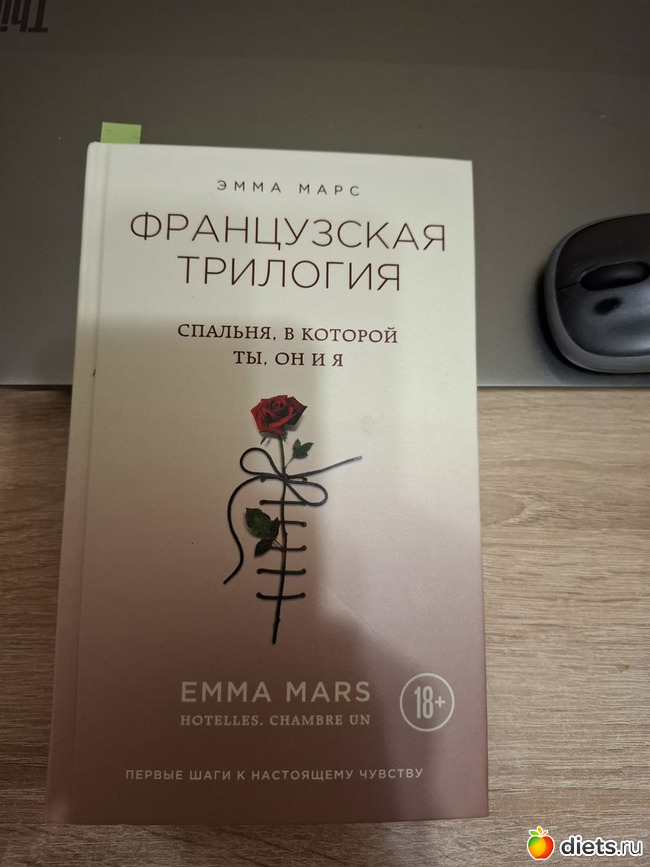 Thi
ЭММА МАРС
ФРАНЦУЗСКАЯ
ТРИЛОГИЯ
СПАЛЬНЯ, В КОТОРОЙ
ТЫ, ОН И Я
EMMA MARS
HOTELLES. CHAMBRE UN
18+
ПЕРВЫЕ ШАГИ К НАСТОЯЩЕМУ ЧУВСТВУ
diets.ru